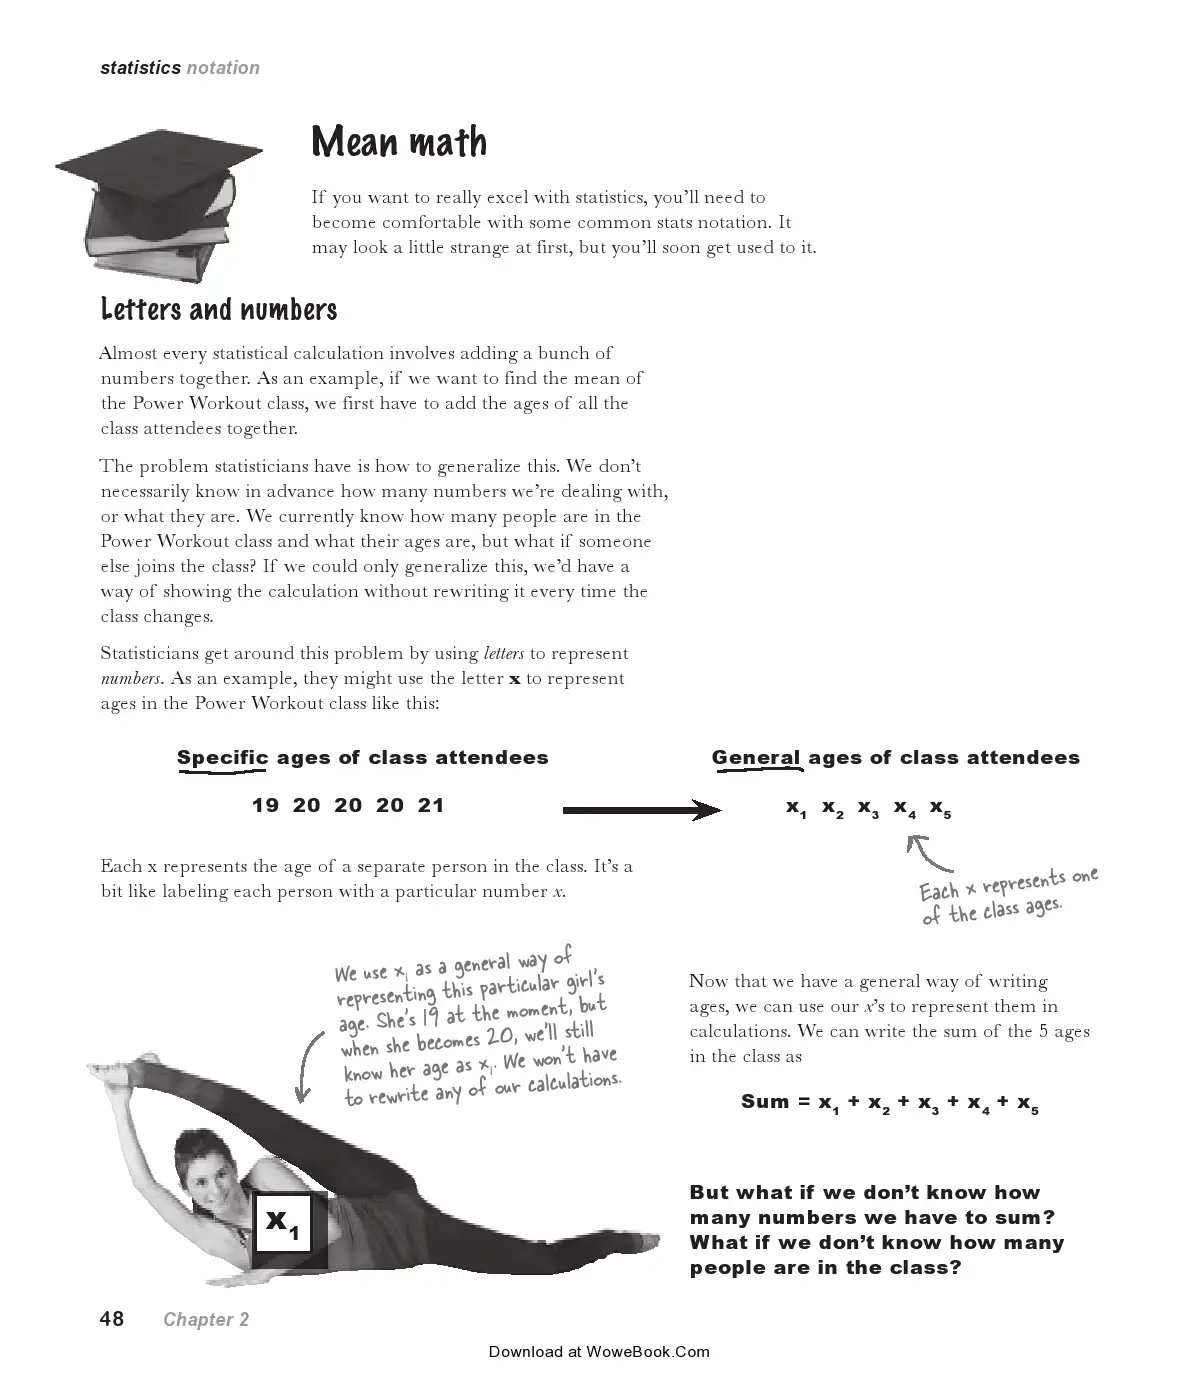 statistics notation
Mean math
If you want to really excel with statistics, you’ll need to
become comfortable with some common stats notation. It
may look a little strange at first, but you’ll soon get used to it.
Letters and numbers
Almost every statistical calculation involves adding a bunch of
numbers together. As an example, if we want to find the mean of
the Power Workout class, we first have to add the ages of all the
class attendees together.
The problem statisticians have is how to generalize this. We don’t
necessarily know in advance how many numbers we’re dealing with,
or what they are. We currently know how many people are in the
Power Workout class and what their ages are, but what if someone
else joins the class? If we could only generalize this, we’d have a
way of showing the calculation without rewriting it every time the
class changes.
Statisticians get around this problem by using letters to represent
numbers. As an example, they might use the letter x to represent
ages in the Power Workout class like this:
Specific ages of class attendees
19 20 20 20 21
General ages of class attendees
x₁ x₂ x₃ x₄ x₅
Each x represents one
of the class ages.
Each x represents the age of a separate person in the class. It’s a
bit like labeling each person with a particular number x.
We use x₁ as a general way of
representing this particular girl’s
age. She’s 19 at the moment, but
when she becomes 20, we’ll still
know her age as x₁. We won’t have
to rewrite any of our calculations.
x₁
Now that we have a general way of writing
ages, we can use our x’s to represent them in
calculations. We can write the sum of the 5 ages
in the class as
Sum = x₁ + x₂ + x₃ + x₄ + x₅
But what if we don’t know how
many numbers we have to sum?
What if we don’t know how many
people are in the class?
48 Chapter 2
Download at WoweBook.Com